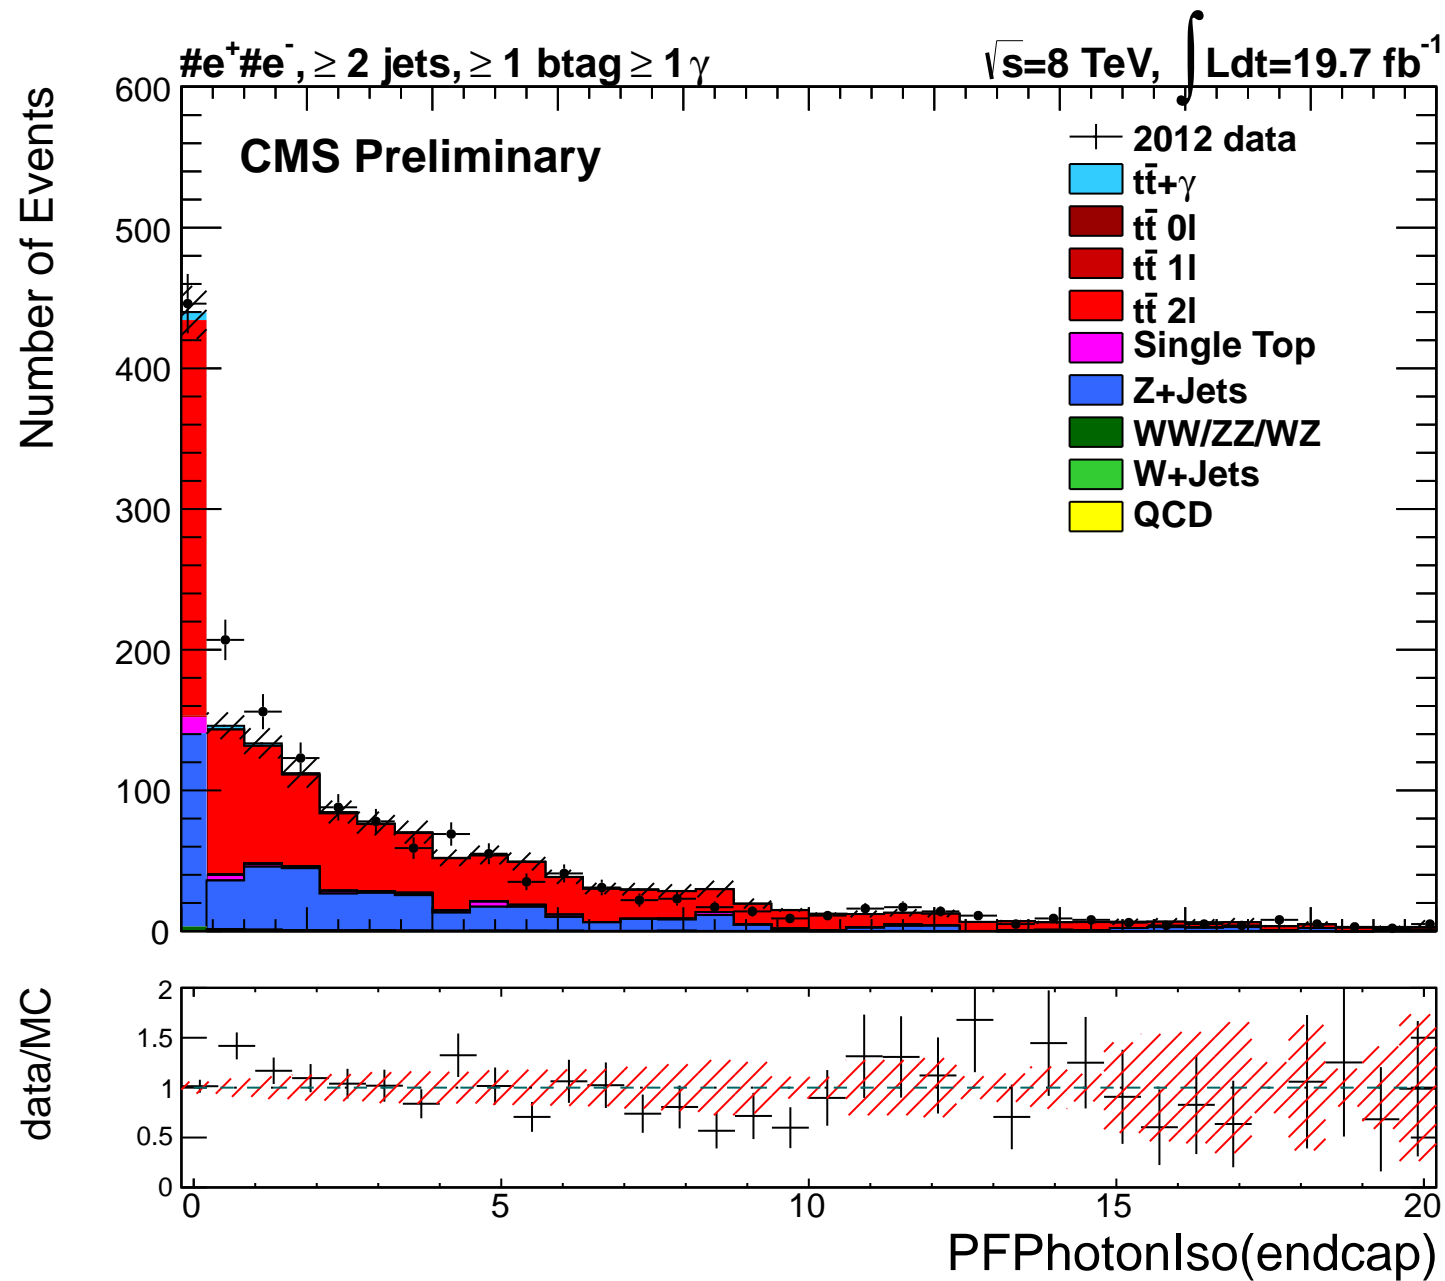 #e⁺#e⁻, ≥ 2 jets, ≥ 1 btag ≥ 1 γ
√s=8 TeV, ∫Ldt=19.7 fb⁻¹
CMS Preliminary
2012 data
tt̄+γ
tt̄ 0l
tt̄ 1l
tt̄ 2l
Single Top
Z+Jets
WW/ZZ/WZ
W+Jets
QCD
Number of Events
600
500
400
300
200
100
0
data/MC
2
1.5
1
0.5
0
0 5 10 15 20
PFPhotonIso(endcap)